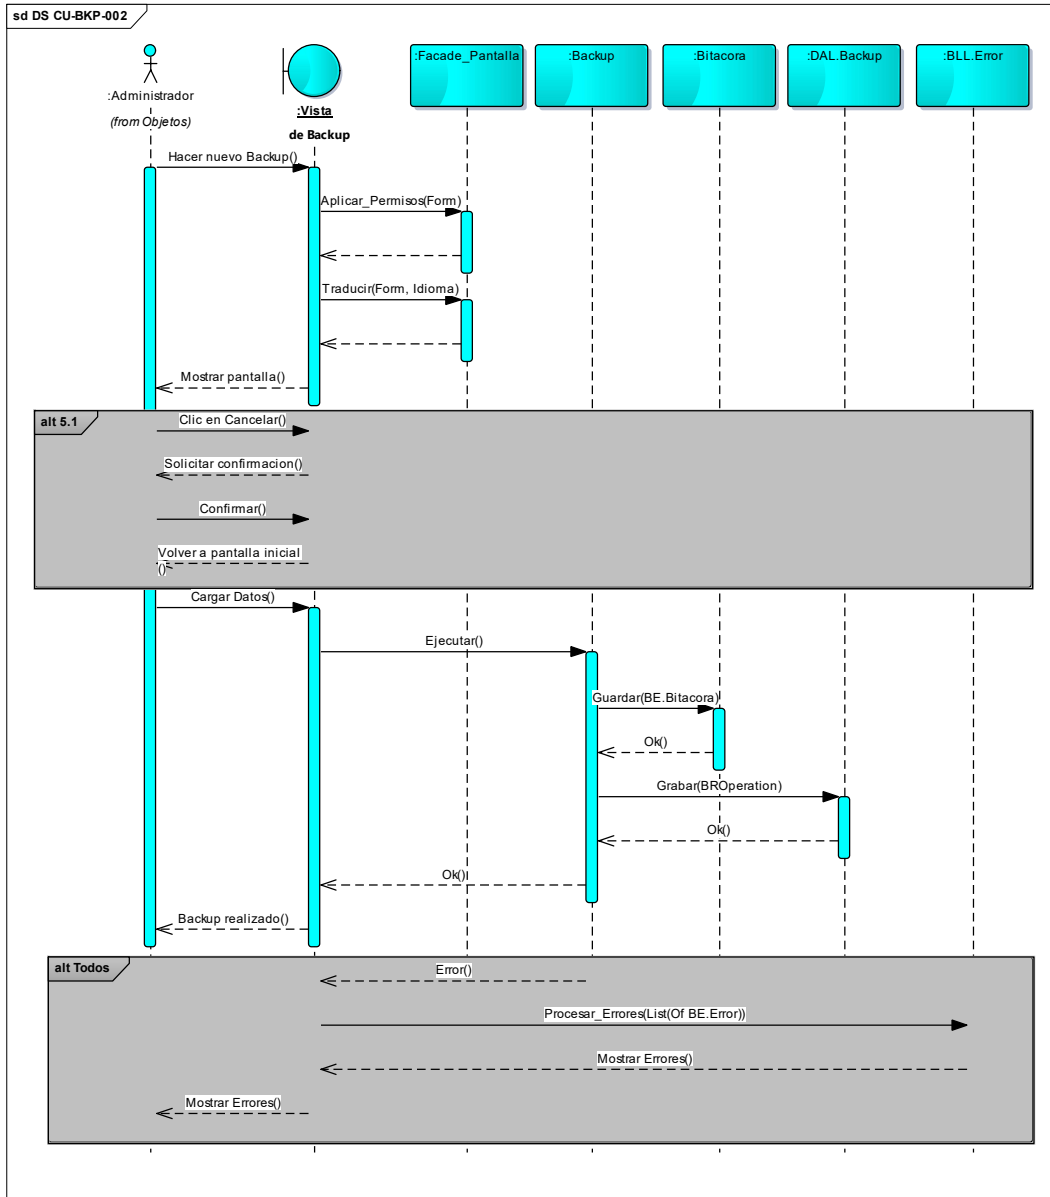 sd DS CU-BKP-002
:Administrador
(from Objetos)
:Vista
de Backup
:Facade_Pantalla
:Backup
:Bitacora
:DAL.Backup
:BLL.Error
Hacer nuevo Backup()
Aplicar_Permisos(Form)
Traducir(Form, Idioma)
Mostrar pantalla()
alt 5.1
Clic en Cancelar()
Solicitar confirmacion()
Confirmar()
Volver a pantalla inicial
()
Cargar Datos()
Ejecutar()
Guardar(BE.Bitacora)
Ok()
Grabar(BROperation)
Ok()
Ok()
Backup realizado()
alt Todos
Error()
Procesar_Errores(List(Of BE.Error))
Mostrar Errores()
Mostrar Errores()